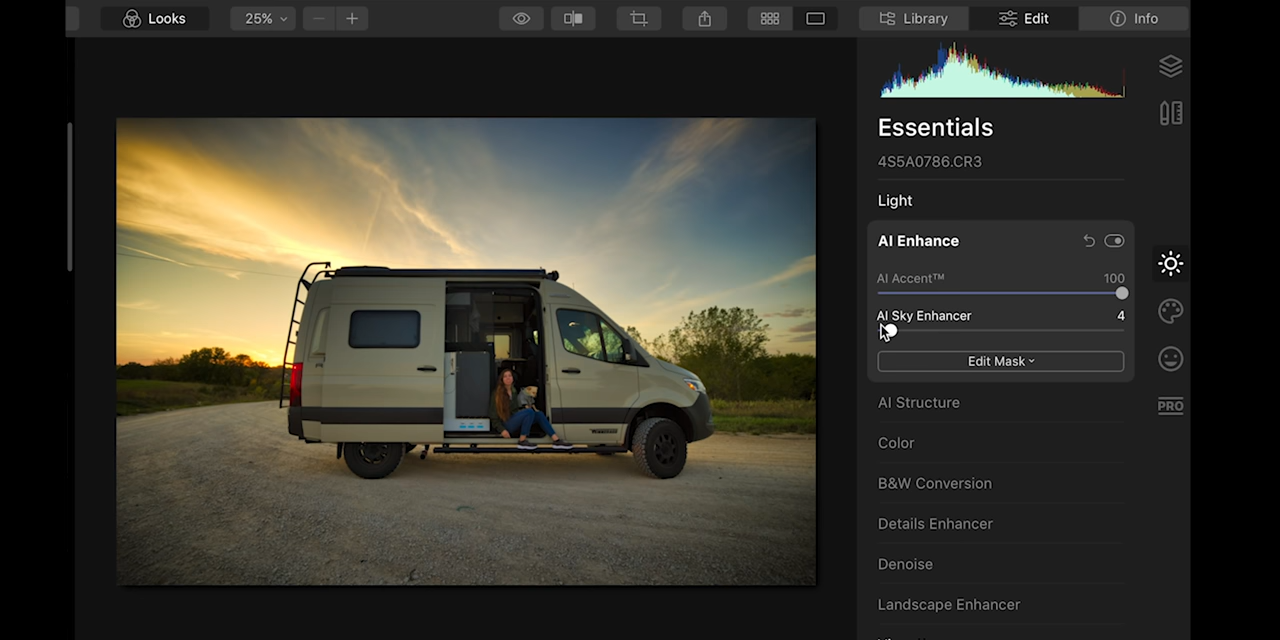 Looks
25%
Library
Edit
Info
Essentials
4S5A0786.CR3
Light
AI Enhance
AI Accent™ 100
AI Sky Enhancer 4
Edit Mask
AI Structure
Color
B&W Conversion
Details Enhancer
Denoise
Landscape Enhancer
PRO